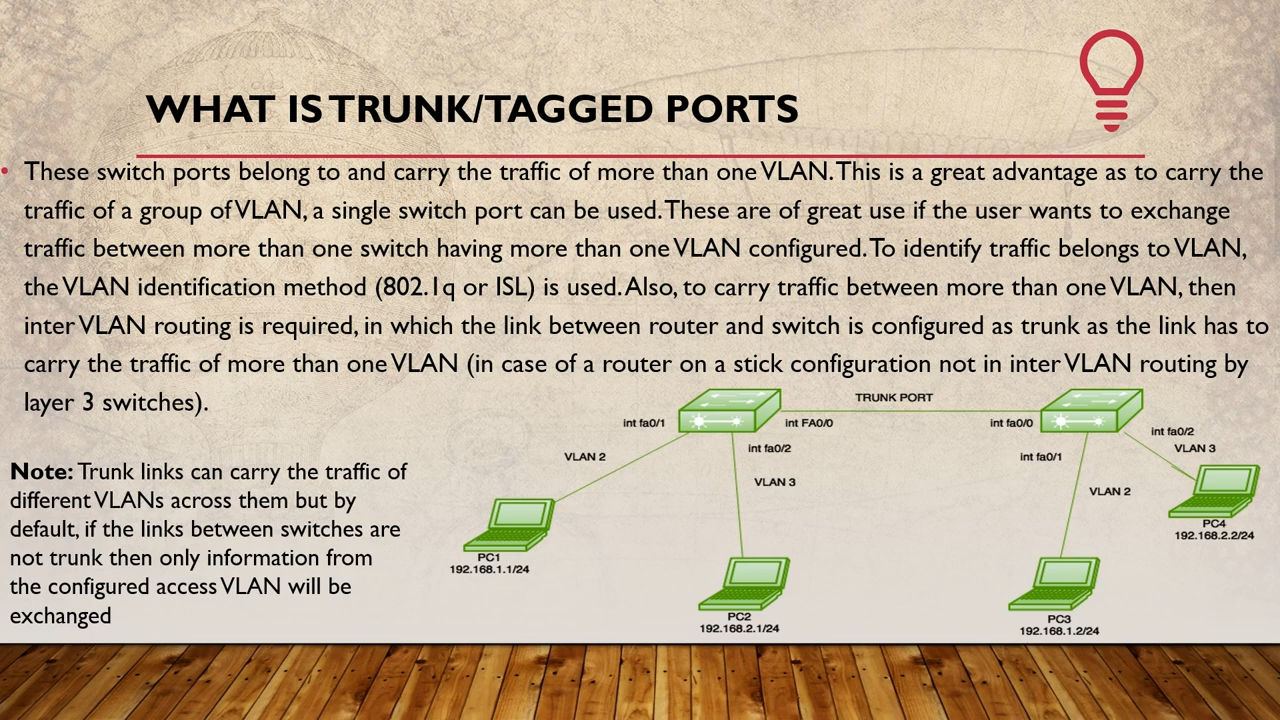 WHAT IS TRUNK/TAGGED PORTS
• These switch ports belong to and carry the traffic of more than one VLAN. This is a great advantage as to carry the
traffic of a group of VLAN, a single switch port can be used. These are of great use if the user wants to exchange
traffic between more than one switch having more than one VLAN configured. To identify traffic belongs to VLAN,
the VLAN identification method (802.1q or ISL) is used. Also, to carry traffic between more than one VLAN, then
inter VLAN routing is required, in which the link between router and switch is configured as trunk as the link has to
carry the traffic of more than one VLAN (in case of a router on a stick configuration not in inter VLAN routing by
layer 3 switches).
Note: Trunk links can carry the traffic of
different VLANs across them but by
default, if the links between switches are
not trunk then only information from
the configured access VLAN will be
exchanged
TRUNK PORT
int fa0/1
int FA0/0
int fa0/0
int fa0/2
int fa0/2
VLAN 2
VLAN 3
int fa0/1
VLAN 3
VLAN 2
PC1
192.168.1.1/24
PC2
192.168.2.1/24
PC3
192.168.1.2/24
PC4
192.168.2.2/24